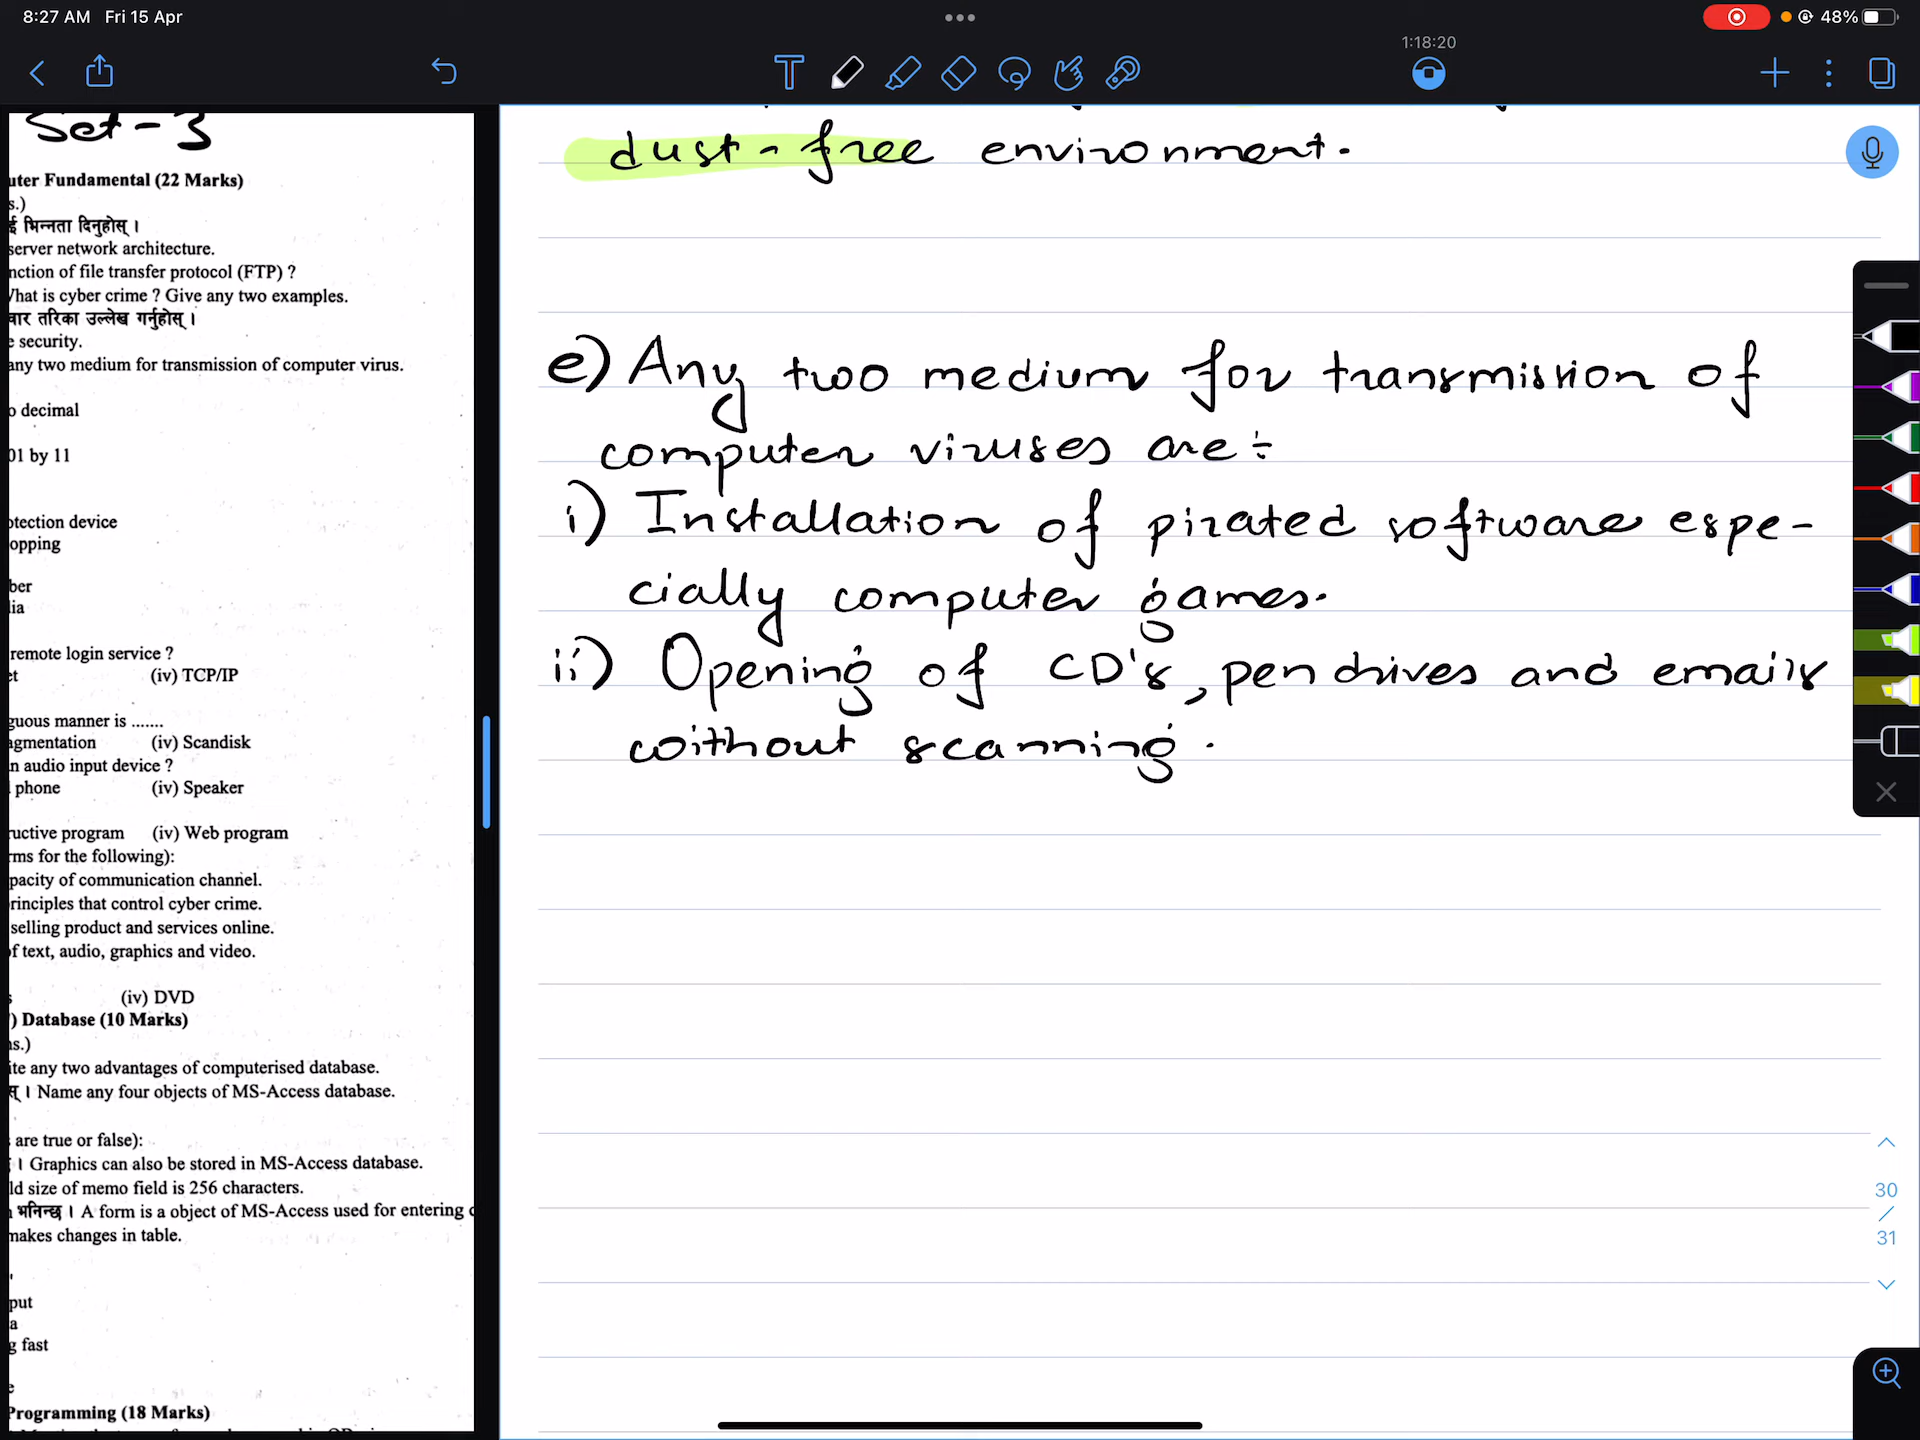 8:27 AM Fri 15 Apr
48%
1:18:20
Set-3
uter Fundamental (22 Marks)
s.)
ई भिन्नता दिनुहोस् ।
server network architecture.
nction of file transfer protocol (FTP) ?
What is cyber crime ? Give any two examples.
चार तरिका उल्लेख गर्नुहोस् ।
e security.
any two medium for transmission of computer virus.
o decimal
01 by 11
otection device
opping
ber
lia
remote login service ?
et (iv) TCP/IP
guous manner is .......
agmentation (iv) Scandisk
n audio input device ?
phone (iv) Speaker
ructive program (iv) Web program
rms for the following):
pacity of communication channel.
principles that control cyber crime.
selling product and services online.
of text, audio, graphics and video.
s (iv) DVD
) Database (10 Marks)
ns.)
ite any two advantages of computerised database.
स् । Name any four objects of MS-Access database.
are true or false):
। Graphics can also be stored in MS-Access database.
ld size of memo field is 256 characters.
भनिन्छ । A form is a object of MS-Access used for entering
makes changes in table.
put
a
g fast
e
Programming (18 Marks)
dust-free environment.
e) Any two medium for transmission of
computer viruses are÷
i) Installation of pirated software espe-
cially computer games.
ii) Opening of CD's, pen drives and emails
without scanning.
30
/
31